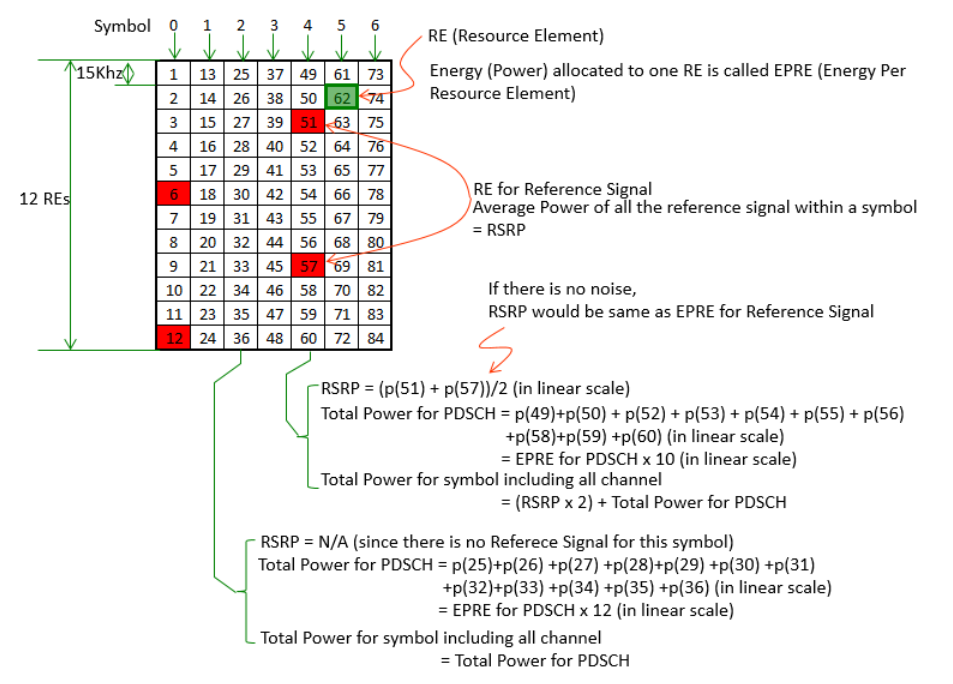 Symbol 0 1 2 3 4 5 6
RE (Resource Element)
Energy (Power) allocated to one RE is called EPRE (Energy Per
Resource Element)
15Khz
12 REs
1 13 25 37 49 61 73
2 14 26 38 50 62 74
3 15 27 39 51 63 75
4 16 28 40 52 64 76
5 17 29 41 53 65 77
6 18 30 42 54 66 78
7 19 31 43 55 67 79
8 20 32 44 56 68 80
9 21 33 45 57 69 81
10 22 34 46 58 70 82
11 23 35 47 59 71 83
12 24 36 48 60 72 84
RE for Reference Signal
Average Power of all the reference signal within a symbol
= RSRP
If there is no noise,
RSRP would be same as EPRE for Reference Signal
RSRP = (p(51) + p(57))/2 (in linear scale)
Total Power for PDSCH = p(49)+p(50) + p(52) + p(53) + p(54) + p(55) + p(56)
+p(58)+p(59) +p(60) (in linear scale)
= EPRE for PDSCH x 10 (in linear scale)
Total Power for symbol including all channel
= (RSRP x 2) + Total Power for PDSCH
RSRP = N/A (since there is no Referece Signal for this symbol)
Total Power for PDSCH = p(25)+p(26) +p(27) +p(28)+p(29) +p(30) +p(31)
+p(32)+p(33) +p(34) +p(35) +p(36) (in linear scale)
= EPRE for PDSCH x 12 (in linear scale)
Total Power for symbol including all channel
= Total Power for PDSCH